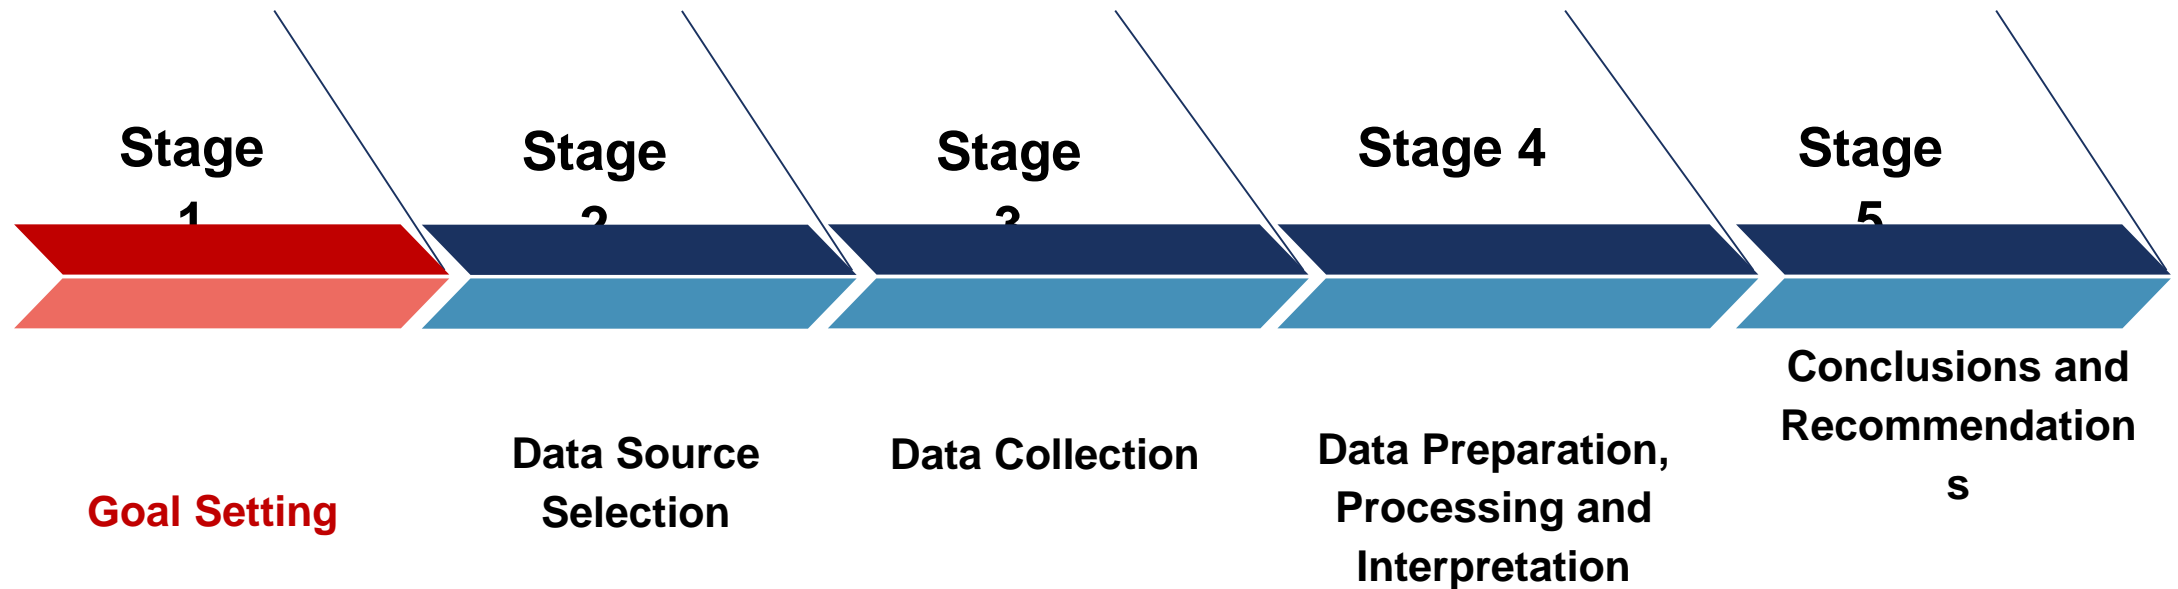 Stage
1
Stage
2
Stage
3
Stage 4
Stage
5
Goal Setting
Data Source
Selection
Data Collection
Data Preparation,
Processing and
Interpretation
Conclusions and
Recommendation
s